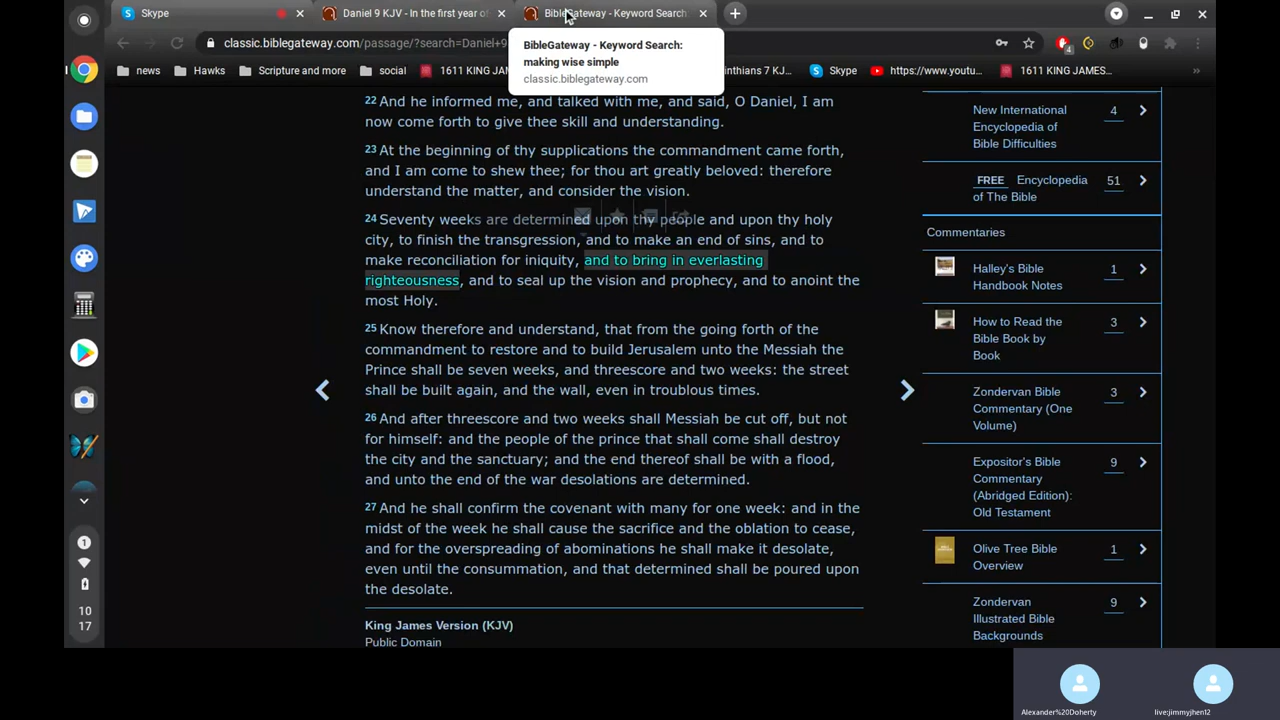 Skype
Daniel 9 KJV - In the first year of
BibleGateway - Keyword Search:
classic.biblegateway.com/passage/?search=Daniel+9
4
BibleGateway - Keyword Search:
making wise simple
classic.biblegateway.com
news
Hawks
Scripture and more
social
1611 KING JAM
inthians 7 KJ...
Skype
https://www.youtu...
1611 KING JAMES...
»
22 And he informed me, and talked with me, and said, O Daniel, I am
now come forth to give thee skill and understanding.
23 At the beginning of thy supplications the commandment came forth,
and I am come to shew thee; for thou art greatly beloved: therefore
understand the matter, and consider the vision.
24 Seventy weeks are determined upon thy people and upon thy holy
city, to finish the transgression, and to make an end of sins, and to
make reconciliation for iniquity, and to bring in everlasting
righteousness, and to seal up the vision and prophecy, and to anoint the
most Holy.
25 Know therefore and understand, that from the going forth of the
commandment to restore and to build Jerusalem unto the Messiah the
Prince shall be seven weeks, and threescore and two weeks: the street
shall be built again, and the wall, even in troublous times.
26 And after threescore and two weeks shall Messiah be cut off, but not
for himself: and the people of the prince that shall come shall destroy
the city and the sanctuary; and the end thereof shall be with a flood,
and unto the end of the war desolations are determined.
27 And he shall confirm the covenant with many for one week: and in the
midst of the week he shall cause the sacrifice and the oblation to cease,
and for the overspreading of abominations he shall make it desolate,
even until the consummation, and that determined shall be poured upon
the desolate.
King James Version (KJV)
Public Domain
New International
Encyclopedia of
Bible Difficulties
4
FREE Encyclopedia
of The Bible
51
Commentaries
Halley's Bible
Handbook Notes
1
How to Read the
Bible Book by
Book
3
Zondervan Bible
Commentary (One
Volume)
3
Expositor's Bible
Commentary
(Abridged Edition):
Old Testament
9
Olive Tree Bible
Overview
1
Zondervan
Illustrated Bible
Backgrounds
9
1
10
17
Alexander%20Doherty
live:jimmyjhen12